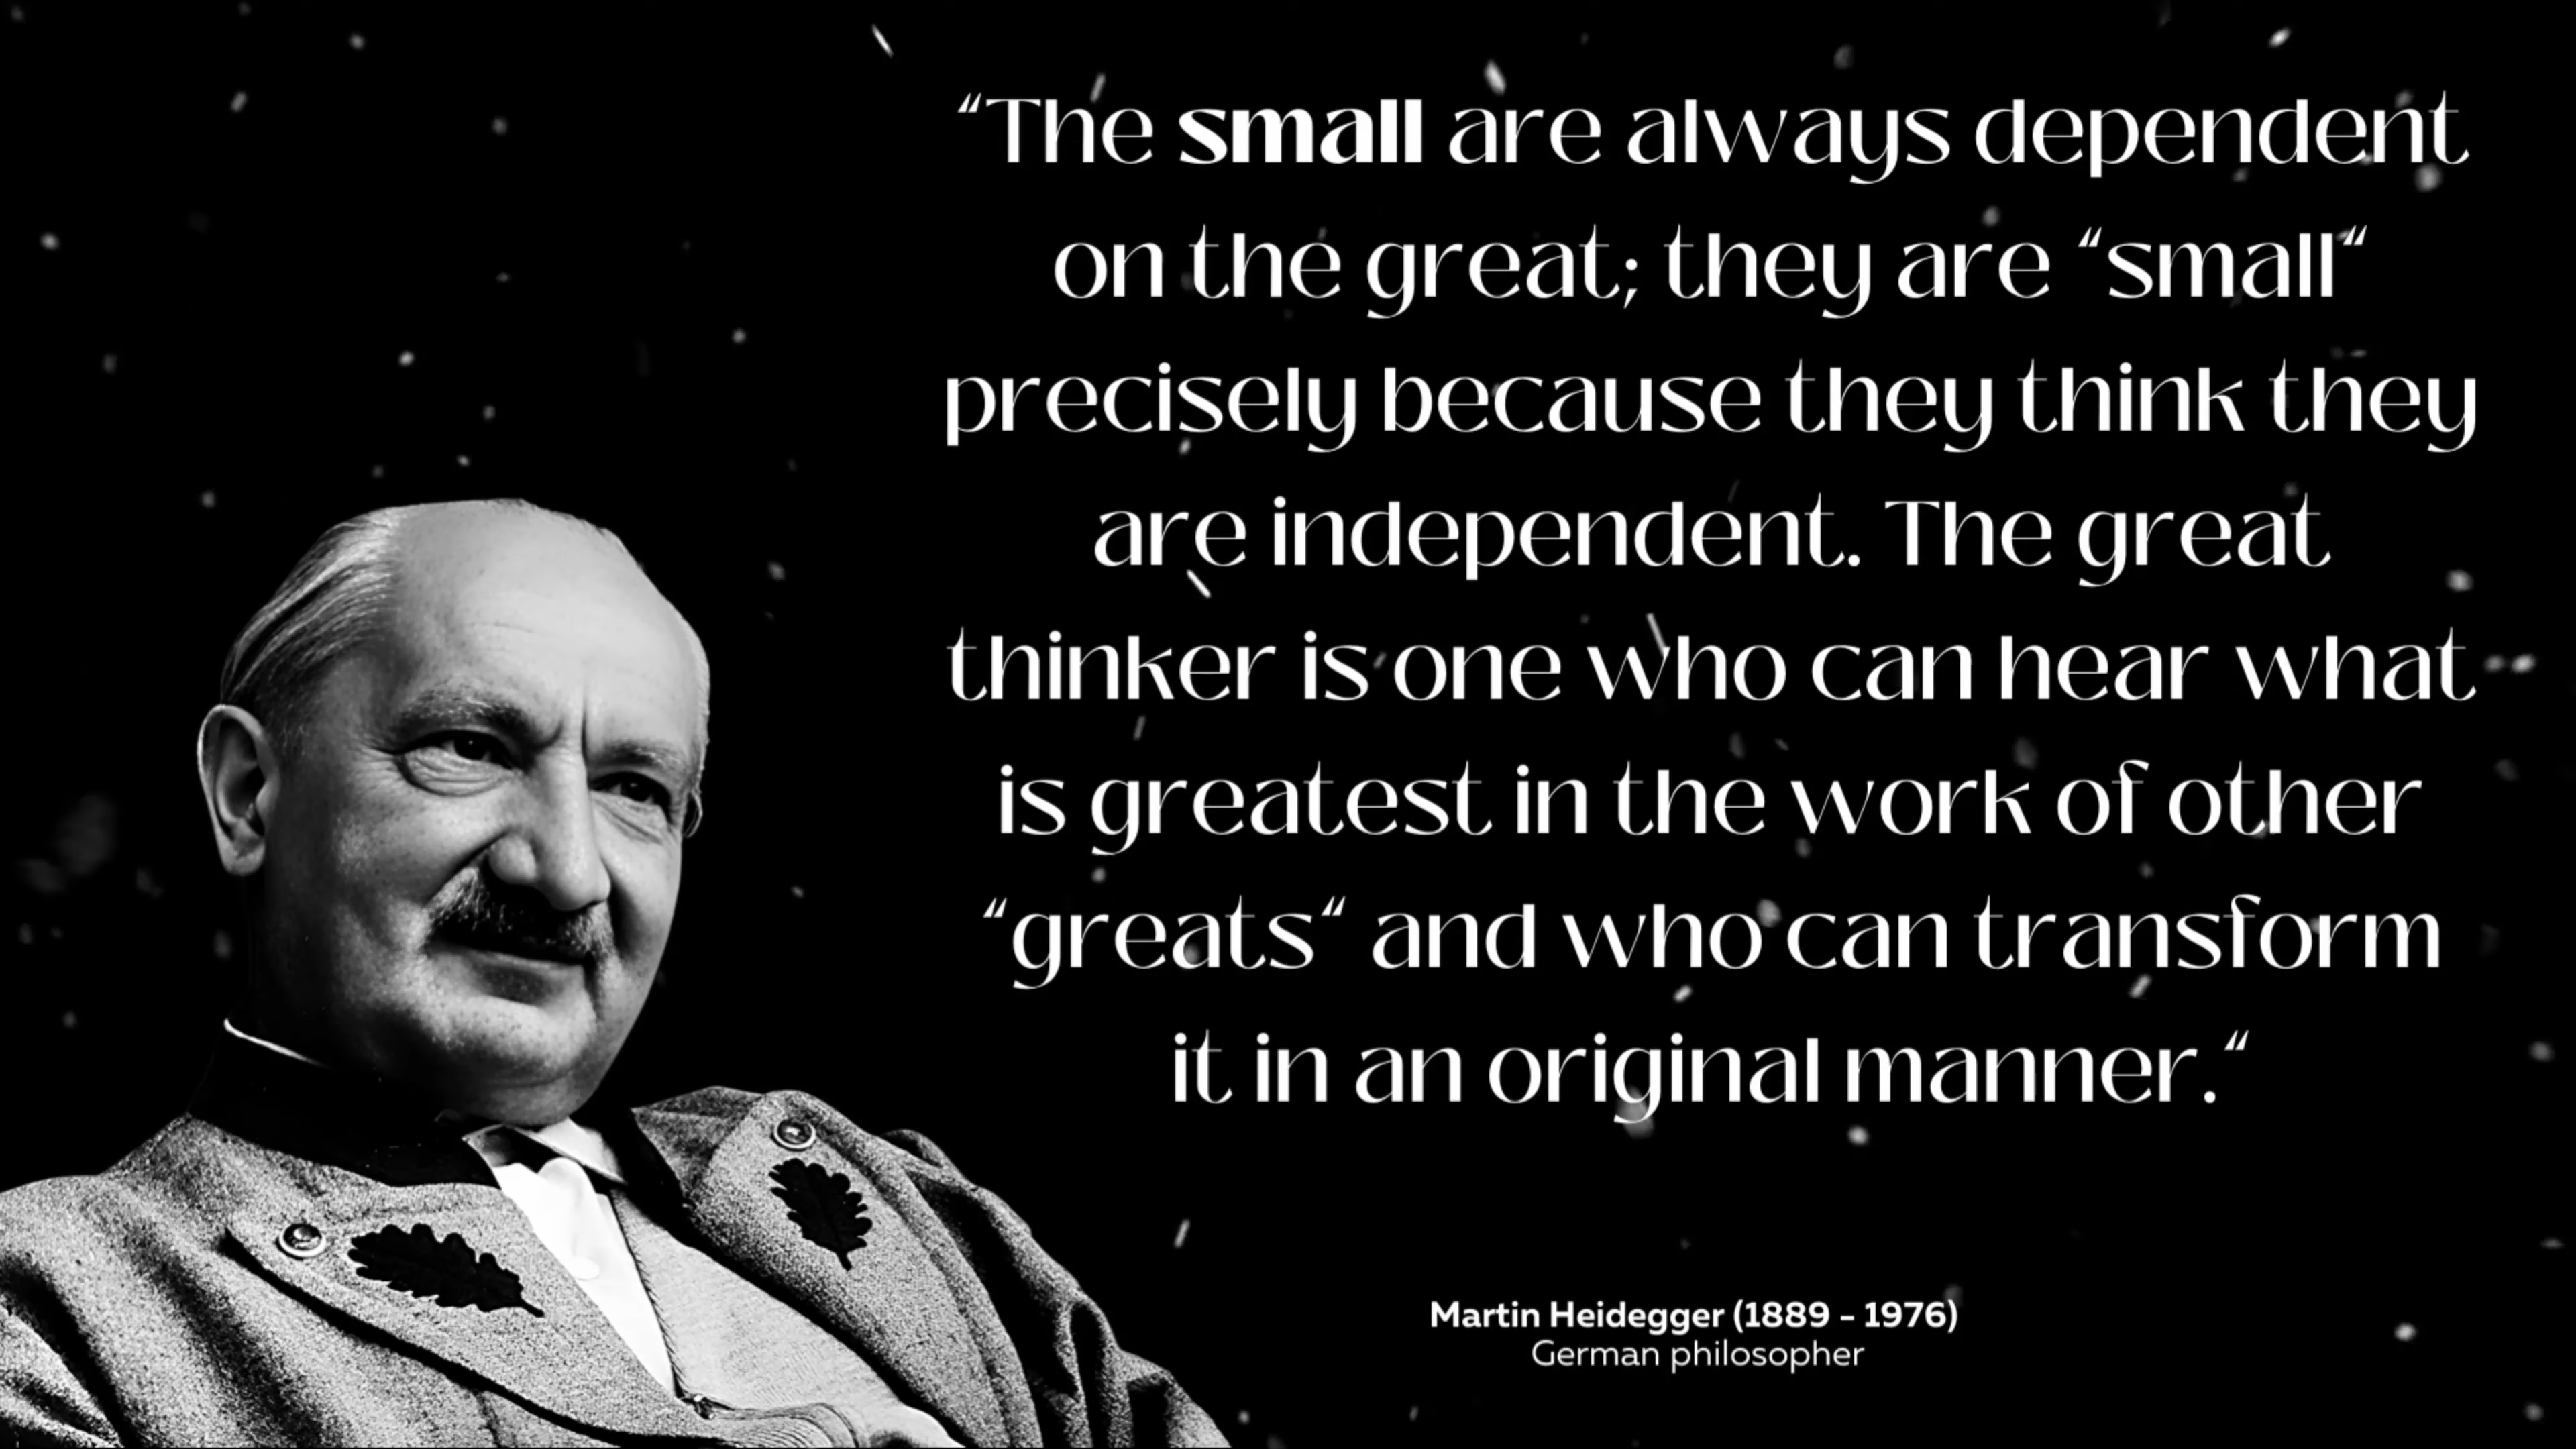 “The small are always dependent
on the great; they are “small“
precisely because they think they
are independent. The great
thinker is one who can hear what
is greatest in the work of other
“greats“ and who can transform
it in an original manner.“
Martin Heidegger (1889 - 1976)
German philosopher